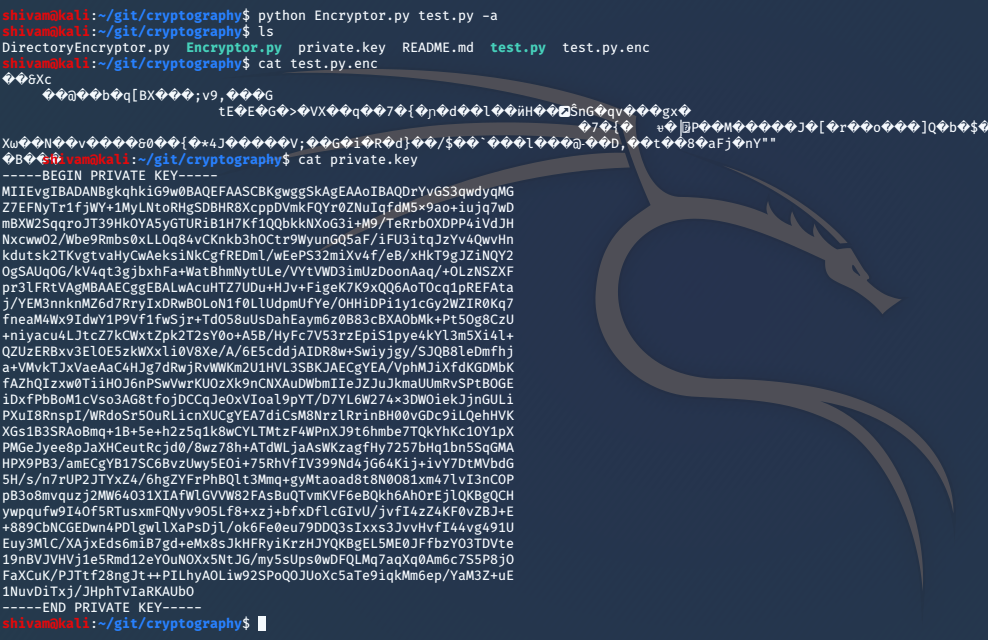 shivam@kali:~/git/cryptography$ python Encryptor.py test.py -a
shivam@kali:~/git/cryptography$ ls
DirectoryEncryptor.py Encryptor.py private.key README.md test.py test.py.enc
shivam@kali:~/git/cryptography$ cat test.py.enc
��&Xc
��@��b�q[BX���;v9,���G
tE�E�G�>�VX��q��7�{�ɲ�d��l��ӥH��ŜnG�qv���gx�
�7�{� P��M�����J�[�r��o���]Q�b�$�
Xω��N��v����&0��{�*4J�����V;��G�i�R�d}��/$��`���l���@-��D,��t��8�aFj�nY""
�B�� shivam@kali:~/git/cryptography$ cat private.key
-----BEGIN PRIVATE KEY-----
MIIEvgIBADANBgkqhkiG9w0BAQEFAASCBKgwggSkAgEAAoIBAQDrYvGS3qwdyqMG
Z7EFNyTr1fjWY+1MyLNtoRHgSDBHR8XcppDVmkFQYr0ZNuIqfdM5×9ao+iujq7wD
mBXW2SqqroJT39HkOYA5yGTURiB1H7Kf1QQbkkNXoG3i+M9/TeRrbOXDPP4iVdJH
NxcwwO2/Wbe9Rmbs0xLLOq84vCKnkb3hOCtr9WyunGQ5aF/iFU3itqJzYv4QwvHn
kdutsk2TKvgtvaHyCwAeksiNkCgfREDml/wEePS32miXv4f/eB/xHkT9gJZiNQY2
OgSAUqOG/kV4qt3gjbxhFa+WatBhmNytULe/VYtVWD3imUzDoonAaq/+OLzNSZXF
pr3lFRtVAgMBAAECggEBALwAcuHTZ7UDu+HJv+FigeK7K9xQQ6AoTOcq1pREFAta
j/YEM3nnknMZ6d7RryIxDRwBOLoN1f0LlUdpmUfYe/OHHiDPi1y1cGy2WZIR0Kq7
fneaM4Wx9IdwY1P9Vf1fwSjr+TdO58uUsDahEaym6z0B83cBXAObMk+Pt5Og8CzU
+niyacu4LJtcZ7kCWxtZpk2T2sY0o+A5B/HyFc7V53rzEpiS1pye4kYl3m5Xi4l+
QZUzERBxv3ElOE5zkWXxli0V8Xe/A/6E5cddjAIDR8w+Swiyjgy/SJQB8leDmfhj
a+VMvkTJxVaeAaC4HJg7dRwjRvWWKm2U1HVL3SBKJAECgYEA/VphMJiXfdKGDMbK
fAZhQIzxw0TiiHOJ6nPSwVwrKUOzXk9nCNXAuDWbmIIeJZJuJkmaUUmRvSPtBOGE
iDxfPbBoM1cVso3AG8tfojDCCqJeOxVIoal9pYT/D7YL6W274×3DWOiekJjnGULi
PXuI8RnspI/WRdoSr5OuRLicnXUCgYEA7diCsM8NrzlRrinBH00vGDc9iLQehHVK
XGs1B3SRAoBmq+1B+5e+h2z5q1k8wCYLTMtzF4WPnXJ9t6hmbe7TQkYhKc1OY1pX
PMGeJyee8pJaXHCeutRcjd0/8wz78h+ATdWLjaAsWKzagfHy7257bHq1bn5SqGMA
HPX9PB3/amECgYB17SC6BvzUwy5EOi+75RhVfIV399Nd4jG64Kij+ivY7DtMVbdG
5H/s/n7rUP2JTYxZ4/6hgZYFrPhBQlt3Mmq+gyMtaoad8t8N0O81xm47lvI3nCOP
pB3o8mvquzj2MW64O31XIAfWlGVVW82FAsBuQTvmKVF6eBQkh6AhOrEjlQKBgQCH
ywpqufw9I4Of5RTusxmFQNyv9O5Lf8+xzj+bfxDflcGIvU/jvfI4zZ4KF0vZBJ+E
+889CbNCGEDwn4PDlgwllXaPsDjl/ok6Fe0eu79DDQ3sIxxs3JvvHvfI44vg491U
Euy3MlC/XAjxEds6miB7gd+eMx8sJkHFRyiKrzHJYQKBgEL5ME0JFfbzYO3TDVte
19nBVJVHVj1e5Rmd12eYOuNOXx5NtJG/my5sUps0wDFQLMq7aqXq0Am6c7S5P8jO
FaXCuK/PJTtf28ngJt++PILhyAOLiw92SPoQOJUoXc5aTe9iqkMm6ep/YaM3Z+uE
1NuvDiTxj/JHphTvIaRKAUbO
-----END PRIVATE KEY-----
shivam@kali:~/git/cryptography$